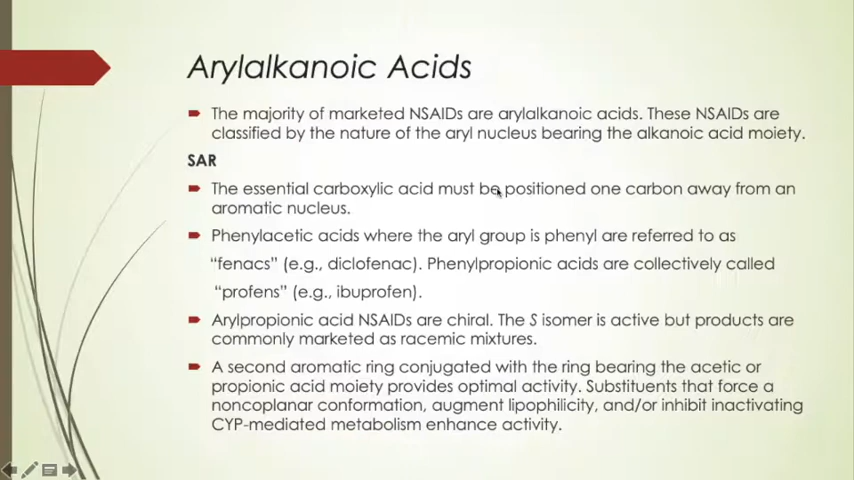 Arylalkanoic Acids
The majority of marketed NSAIDs are arylalkanoic acids. These NSAIDs are
classified by the nature of the aryl nucleus bearing the alkanoic acid moiety.
SAR
The essential carboxylic acid must be positioned one carbon away from an
aromatic nucleus.
Phenylacetic acids where the aryl group is phenyl are referred to as
“fenacs” (e.g., diclofenac). Phenylpropionic acids are collectively called
“profens” (e.g., ibuprofen).
Arylpropionic acid NSAIDs are chiral. The S isomer is active but products are
commonly marketed as racemic mixtures.
A second aromatic ring conjugated with the ring bearing the acetic or
propionic acid moiety provides optimal activity. Substituents that force a
noncoplanar conformation, augment lipophilicity, and/or inhibit inactivating
CYP-mediated metabolism enhance activity.